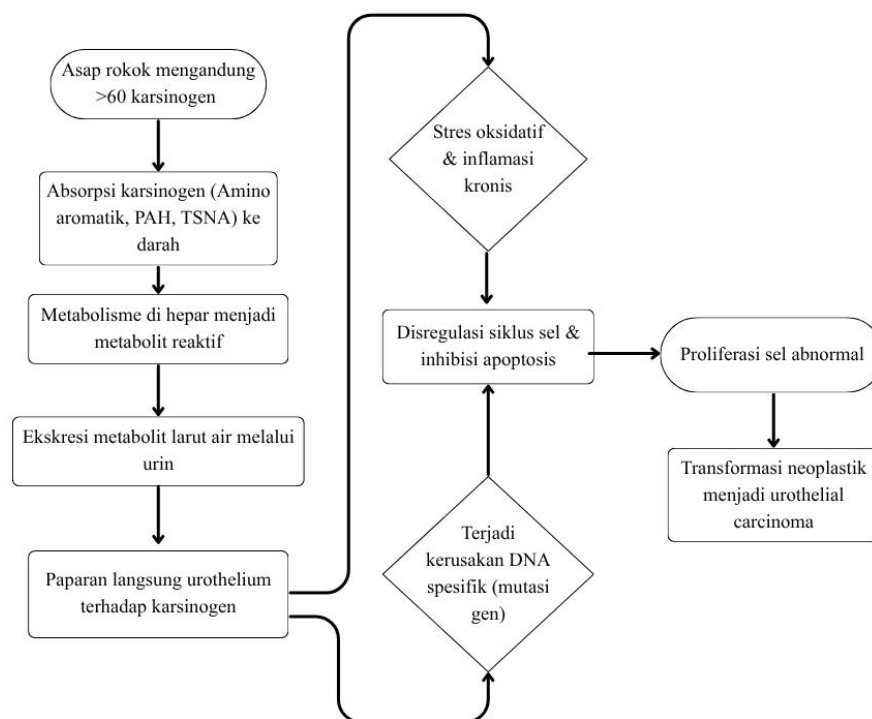 Asap rokok mengandung
>60 karsinogen
Absorpsi karsinogen (Amino
aromatik, PAH, TSNA) ke
darah
Metabolisme di hepar menjadi
metabolit reaktif
Ekskresi metabolit larut air melalui
urin
Paparan langsung urothelium
terhadap karsinogen
Stres oksidatif
& inflamasi
kronis
Disregulasi siklus sel &
inhibisi apoptosis
Terjadi
kerusakan DNA
spesifik (mutasi
gen)
Proliferasi sel abnormal
Transformasi neoplastik
menjadi urothelial
carcinoma